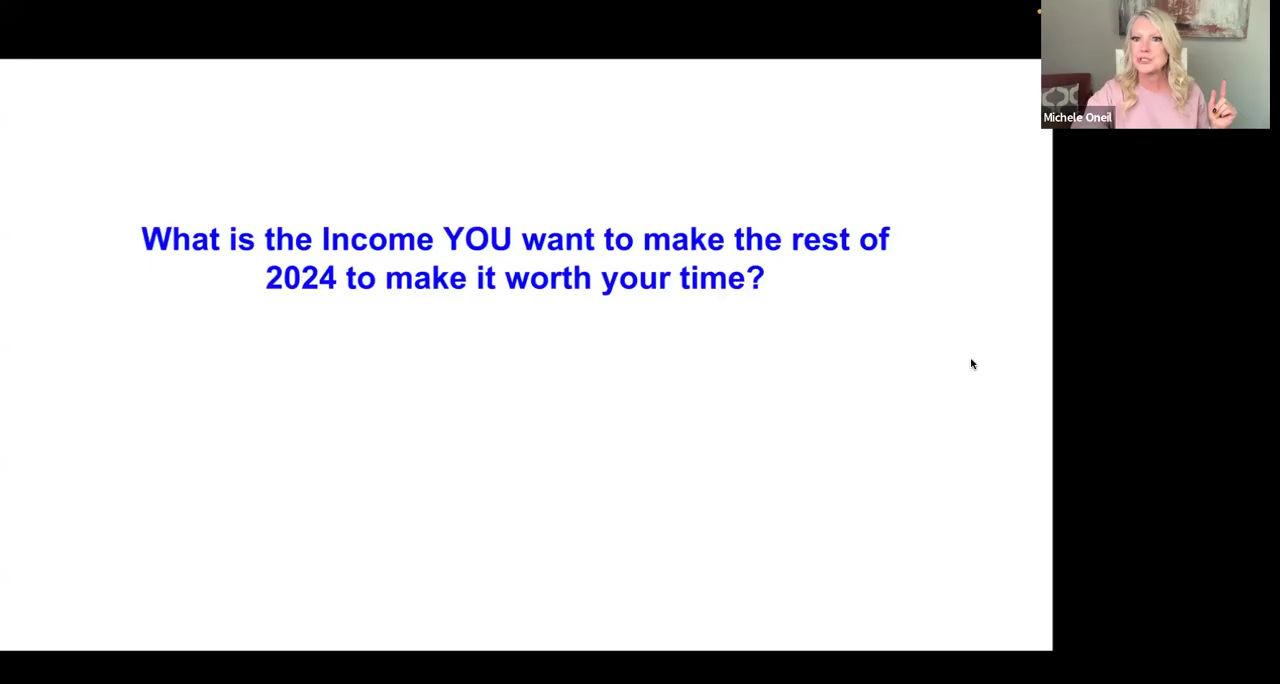 Michele Oneil
What is the Income YOU want to make the rest of
2024 to make it worth your time?